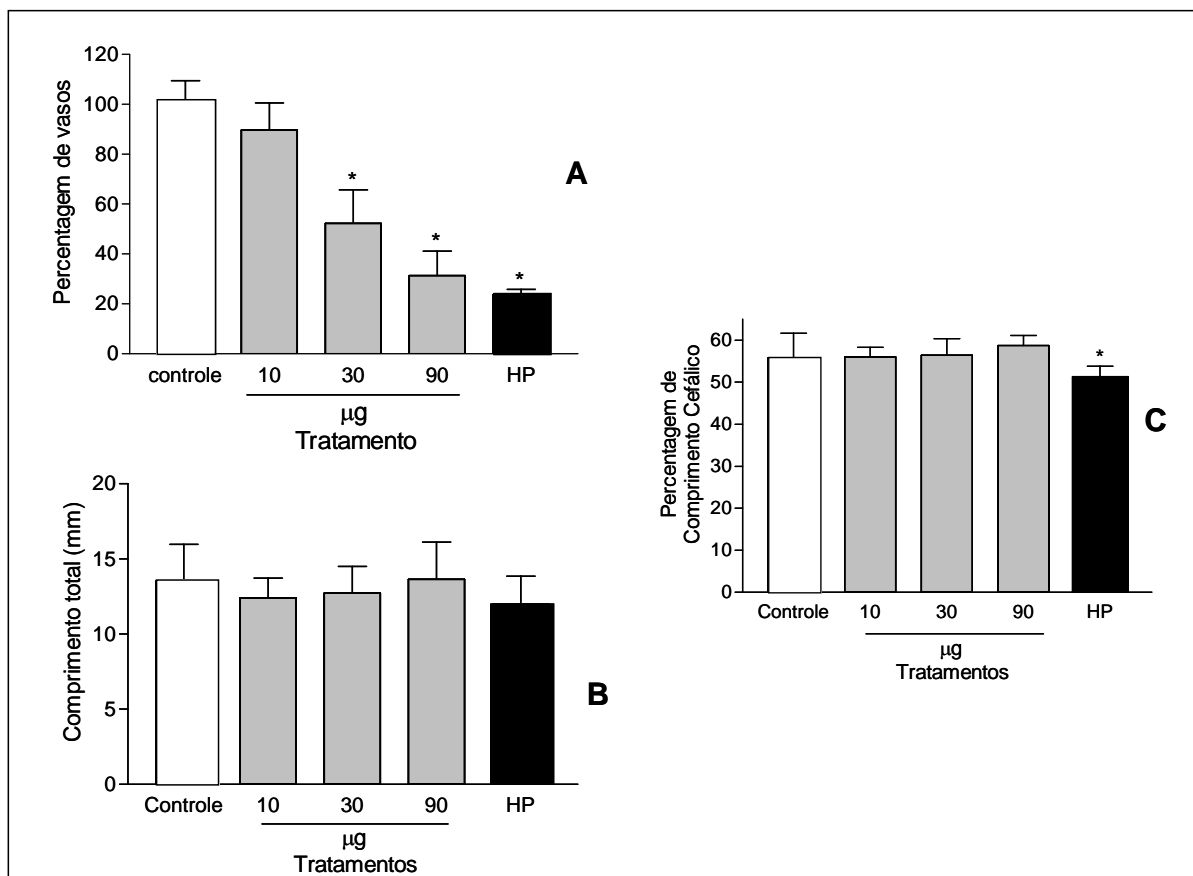 Percentagem de vasos
120
100
80
60
40
20
0
*
*
*
controle
10
30
90
HP
μg
Tratamento
A
Comprimento total (mm)
20
15
10
5
0
Controle
10
30
90
HP
μg
Tratamentos
B
Percentagem de
Comprimento Cefálico
60
50
40
30
20
10
0
*
Controle
10
30
90
HP
μg
Tratamentos
C